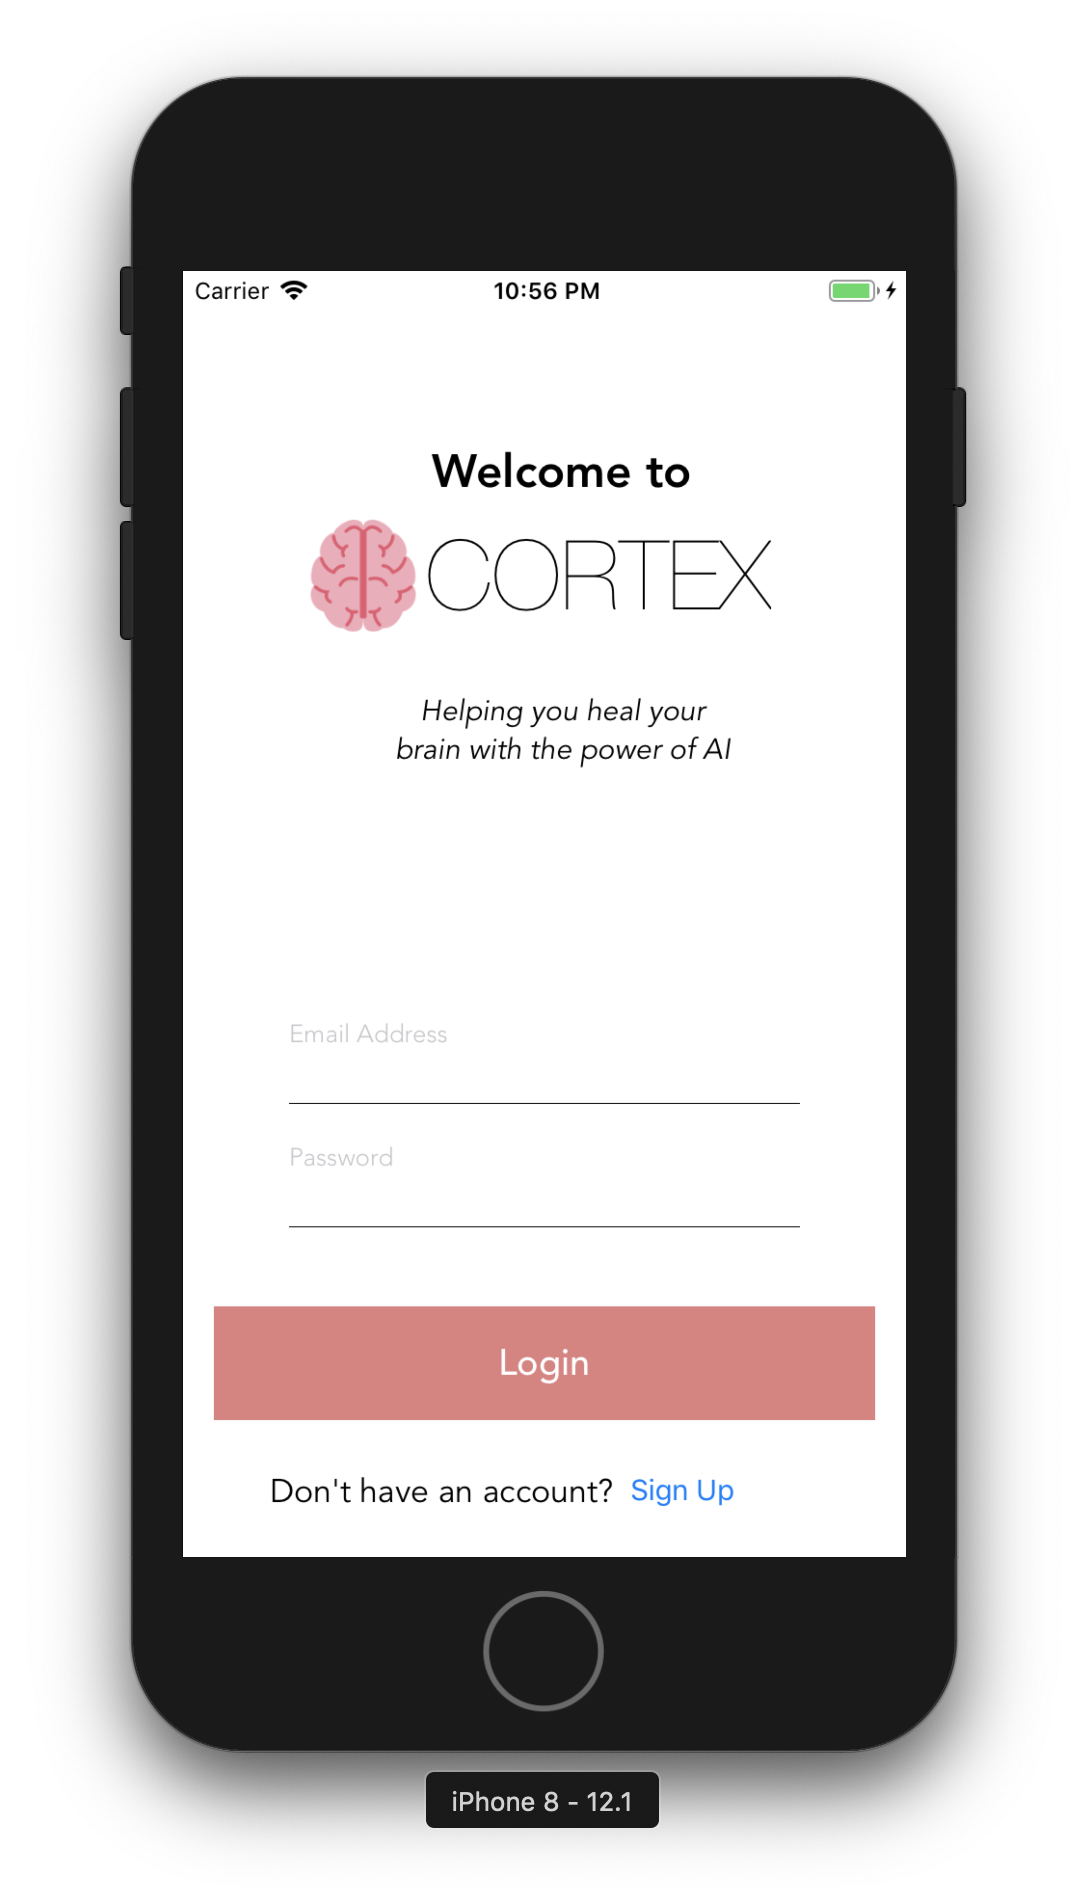 Carrier 10:56 PM
Welcome to
CORTEX
Helping you heal your
brain with the power of AI
Email Address
Password
Login
Don't have an account? Sign Up
iPhone 8 - 12.1